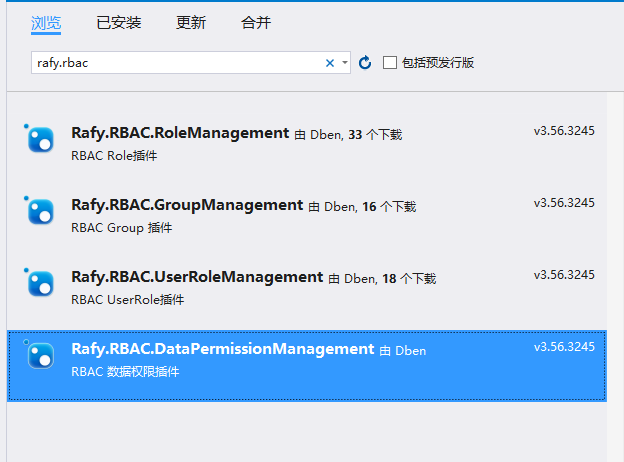 浏览 已安装 更新 合并
rafy.rbac 包括预发行版
Rafy.RBAC.RoleManagement 由 Dben, 33 个下载 v3.56.3245
RBAC Role插件
Rafy.RBAC.GroupManagement 由 Dben, 16 个下载 v3.56.3245
RBAC Group 插件
Rafy.RBAC.UserRoleManagement 由 Dben, 18 个下载 v3.56.3245
RBAC UserRole插件
Rafy.RBAC.DataPermissionManagement 由 Dben v3.56.3245
RBAC 数据权限插件